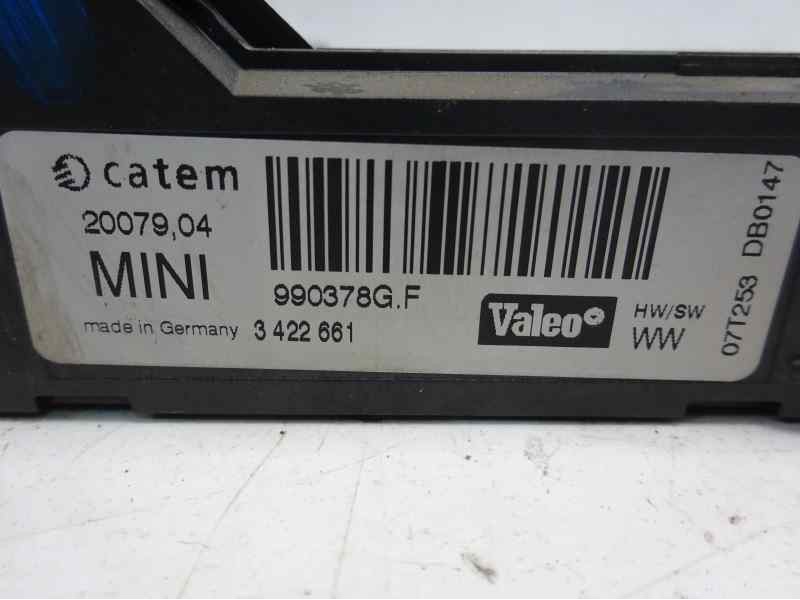 catem
20079,04
MINI
made in Germany 3 422 661
990378G.F
Valeo
HW/SW
WW
07T253 DB0147